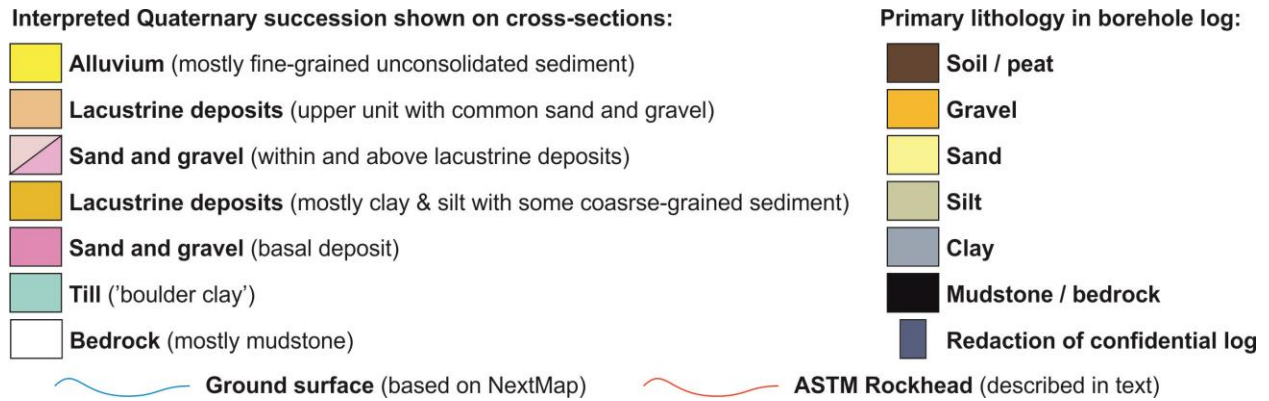 Interpreted Quaternary succession shown on cross-sections:
Alluvium (mostly fine-grained unconsolidated sediment)
Lacustrine deposits (upper unit with common sand and gravel)
Sand and gravel (within and above lacustrine deposits)
Lacustrine deposits (mostly clay & silt with some coasrse-grained sediment)
Sand and gravel (basal deposit)
Till ('boulder clay')
Bedrock (mostly mudstone)
Primary lithology in borehole log:
Soil / peat
Gravel
Sand
Silt
Clay
Mudstone / bedrock
Redaction of confidential log
Ground surface (based on NextMap)
ASTM Rockhead (described in text)